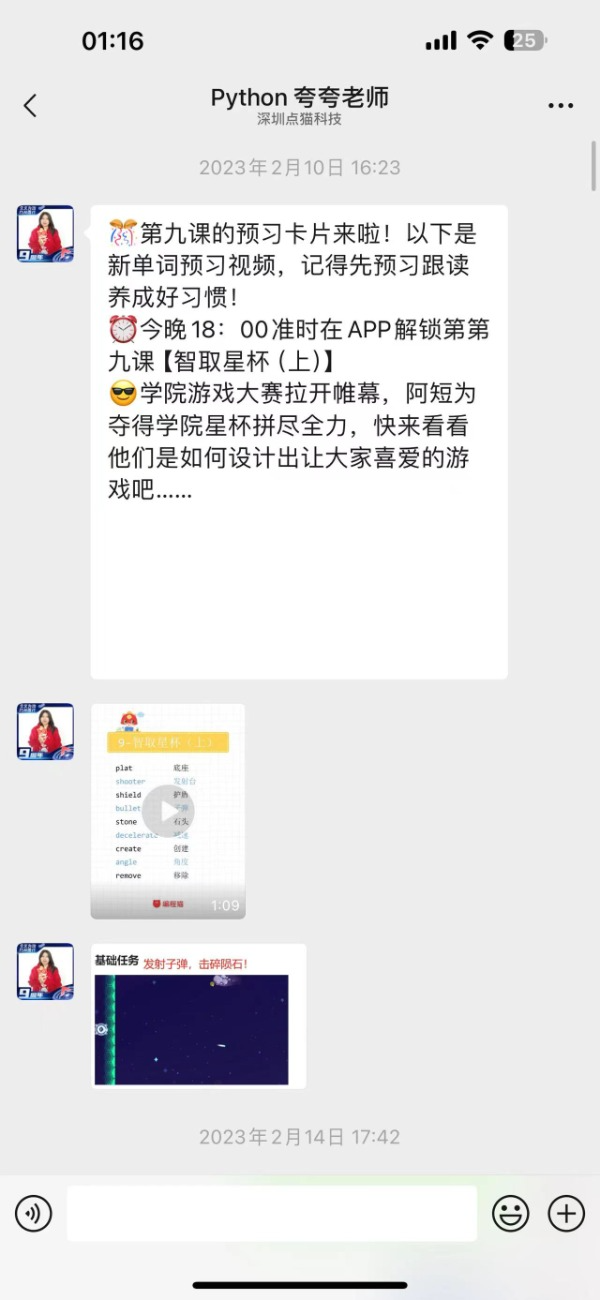 01:16
25
Python 夸夸老师
深圳点猫科技
2023年2月10日 16:23
第九课的预习卡片来啦！以下是
新单词预习视频，记得先预习跟读
养成好习惯！
今晚18：00准时在APP解锁第第
九课【智取星杯（上）】
学院游戏大赛拉开帷幕，阿短为
夺得学院星杯拼尽全力，快来看看
他们是如何设计出让大家喜爱的游
戏吧……
9-智取星杯（上）
plat 底座
shooter 发射台
shield 护盾
bullet 子弹
stone 石头
decelerate 减速
create 创建
angle 角度
remove 移除
编程猫
1:09
基础任务 发射子弹，击碎陨石！
2023年2月14日 17:42